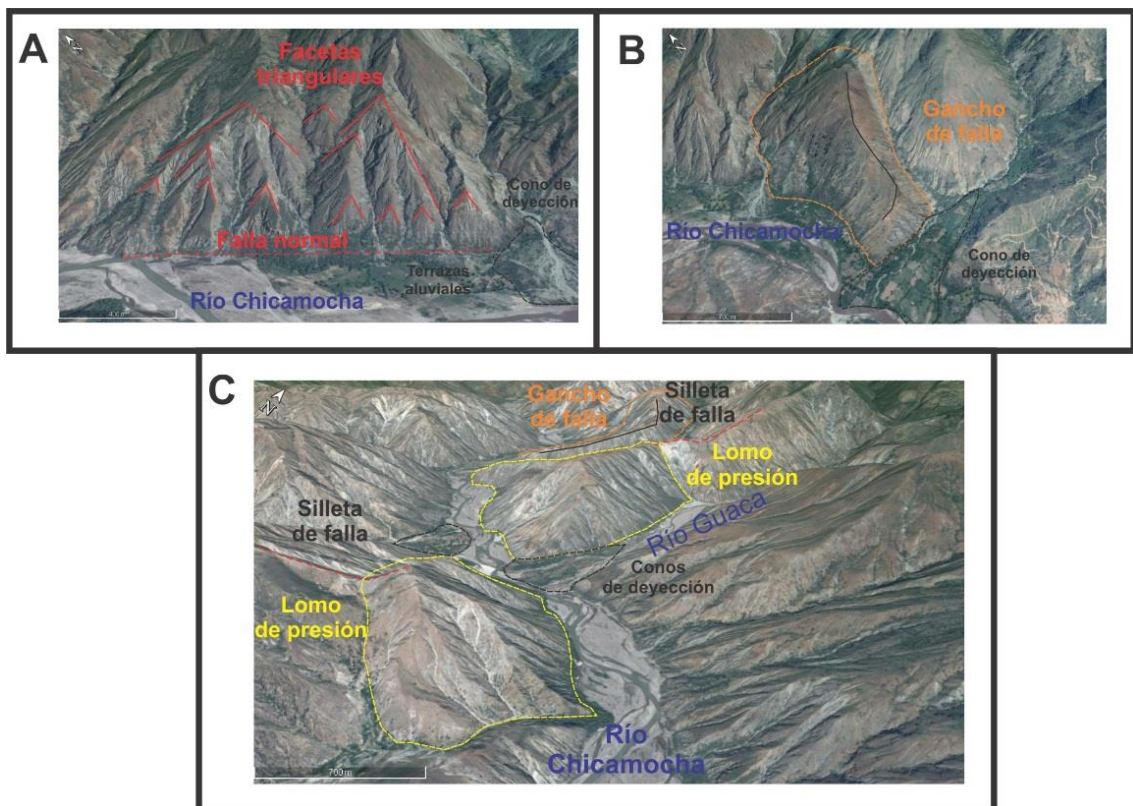 A
Facetas
triangulares
Cono de
deyección
Falla normal
Terrazas
aluviales
Río Chicamocha
B
Gancho
de falla
Río Chicamocha
Cono de
deyección
C
N
Gancho
de falla
Silleta
de falla
Lomo
de presión
Río Guaca
Silleta
de falla
Conos
de deyección
Lomo
de presión
Río
Chicamocha
700m